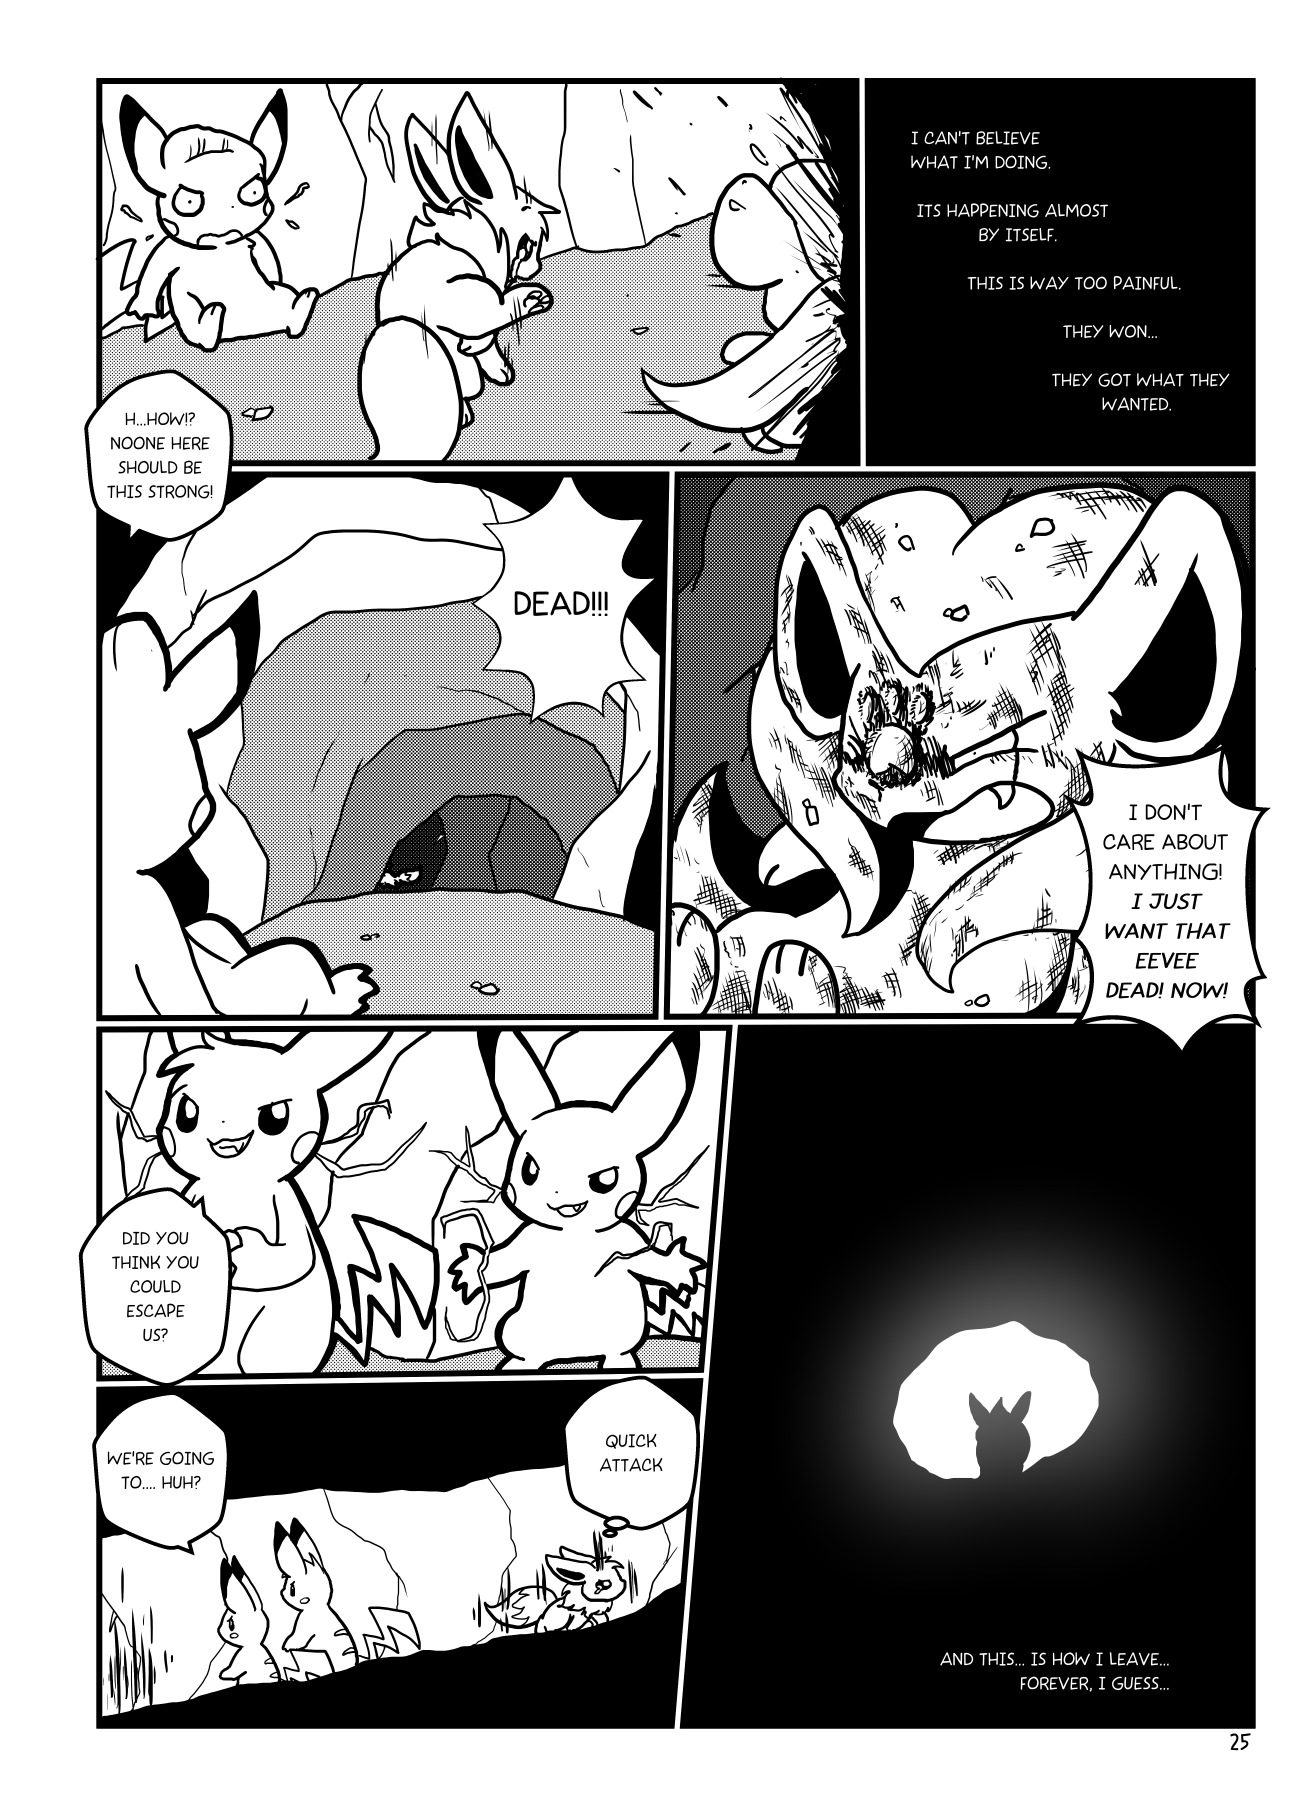 I CAN'T BELIEVE
WHAT I'M DOING.
ITS HAPPENING ALMOST
BY ITSELF.
THIS IS WAY TOO PAINFUL.
THEY WON...
THEY GOT WHAT THEY
WANTED.
H...HOW!?
NOONE HERE
SHOULD BE
THIS STRONG!
DEAD!!!
I DON'T
CARE ABOUT
ANYTHING!
I JUST
WANT THAT
EEVEE
DEAD! NOW!
DID YOU
THINK YOU
COULD
ESCAPE
US?
WE'RE GOING
TO.... HUH?
QUICK
ATTACK
AND THIS... IS HOW I LEAVE...
FOREVER, I GUESS...
25